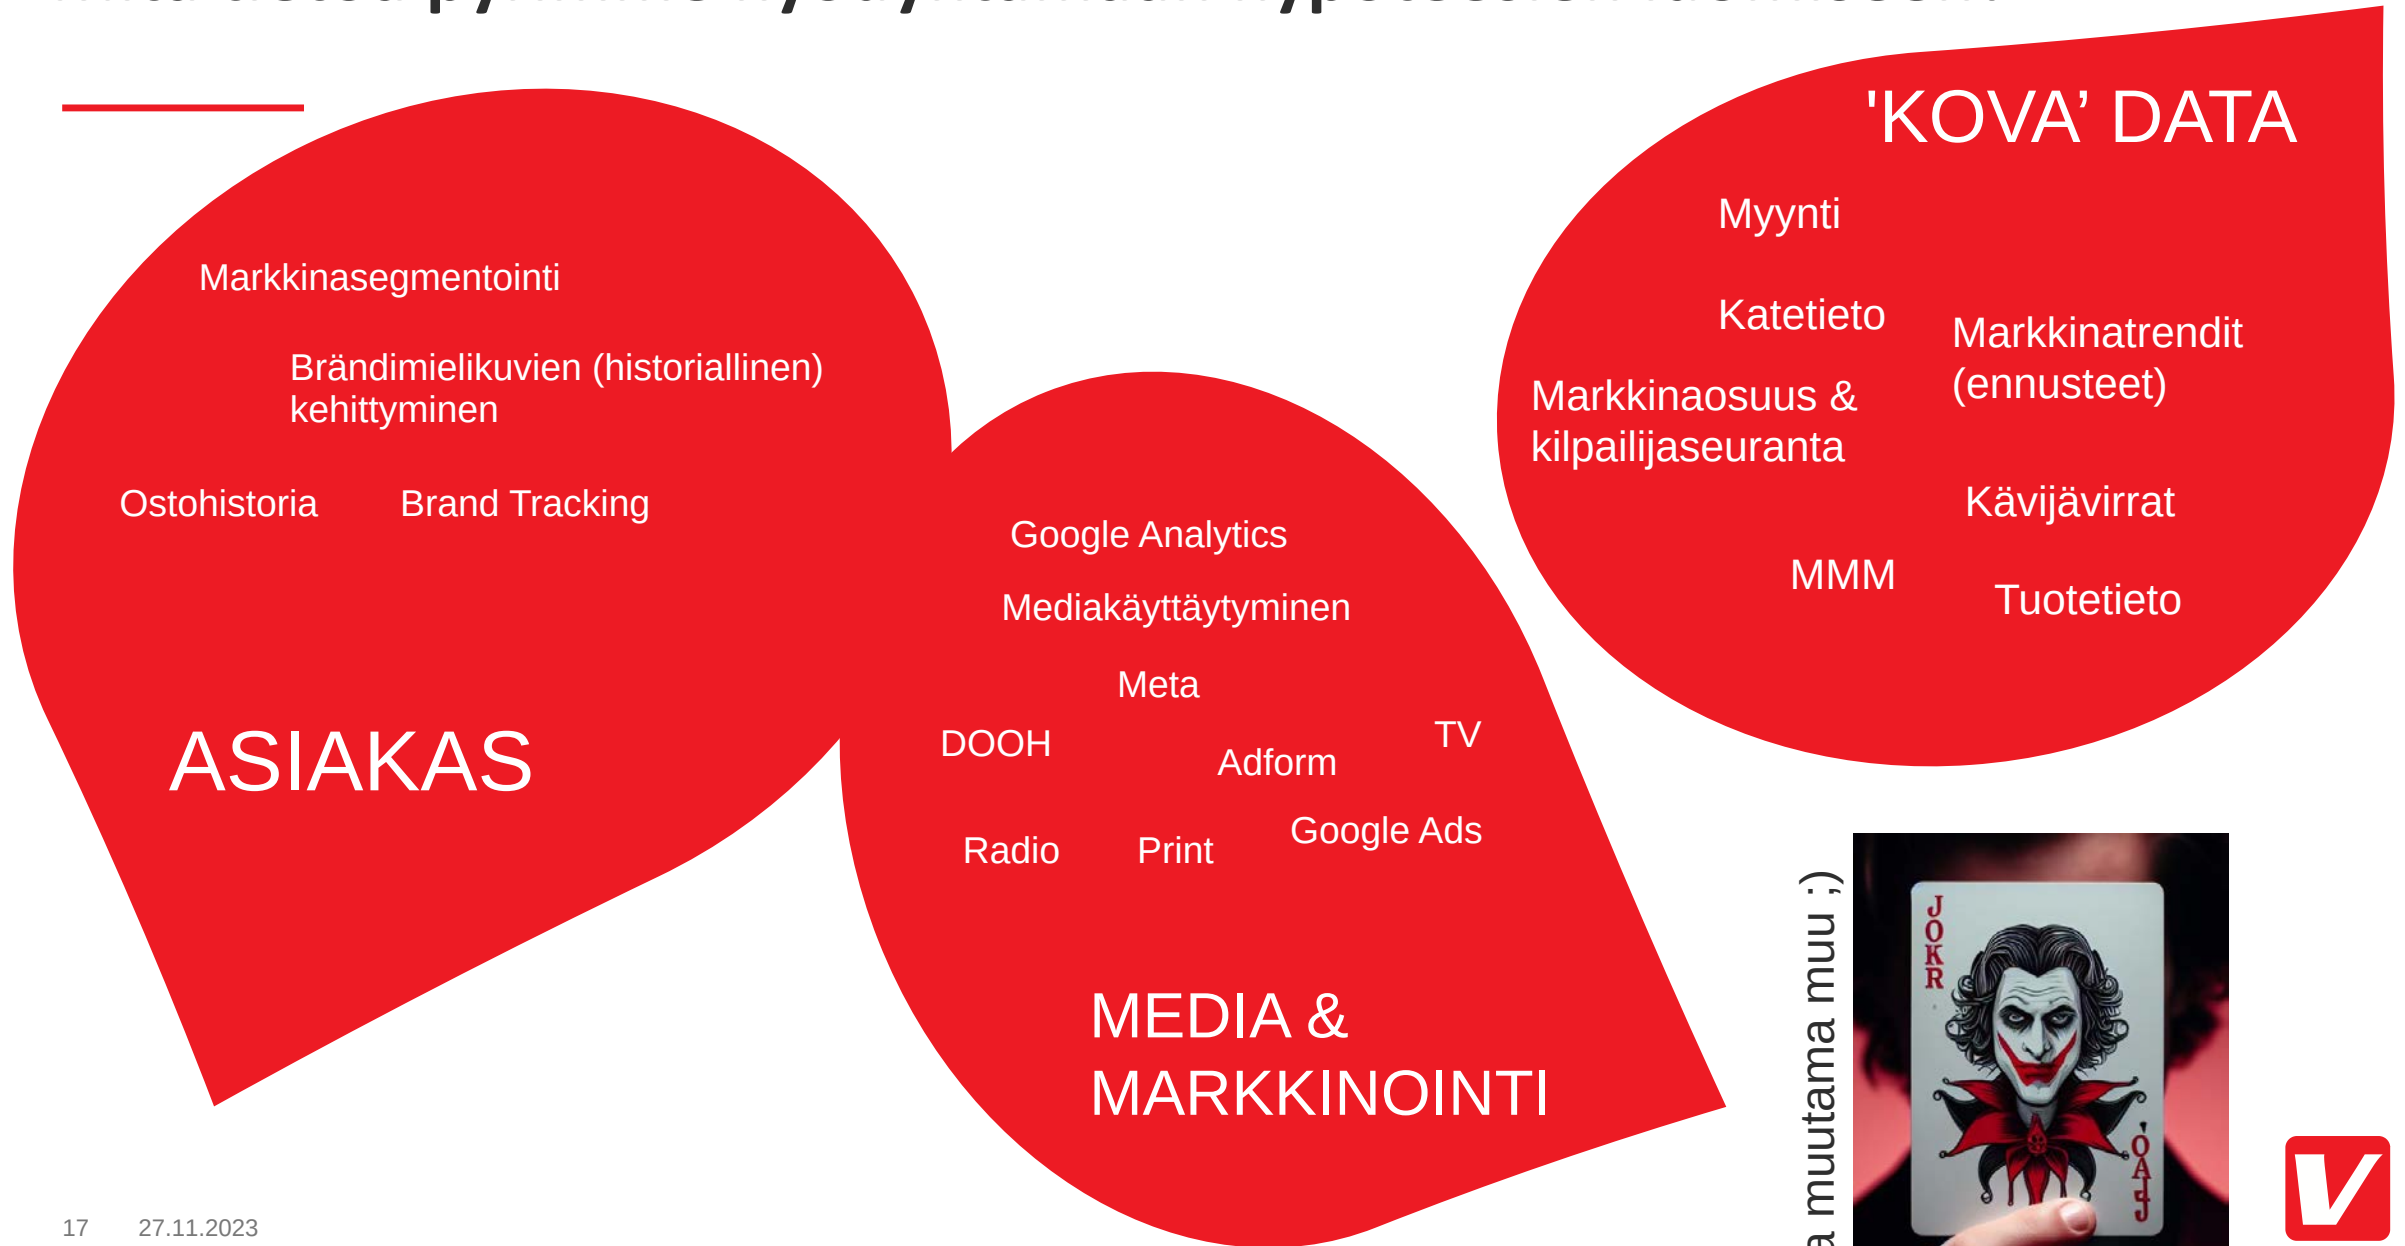 'KOVA’ DATA
Myynti
Katetieto
Markkinatrendit
(ennusteet)
Markkinaosuus &
kilpailijaseuranta
Kävijävirrat
MMM
Tuotetieto
Markkinasegmentointi
Brändimielikuvien (historiallinen)
kehittyminen
Ostohistoria
Brand Tracking
ASIAKAS
Google Analytics
Mediakäyttäytyminen
Meta
DOOH
TV
Adform
Google Ads
Radio
Print
MEDIA &
MARKKINOINTI
muutama muu ;)
JOKR
V
17
27.11.2023